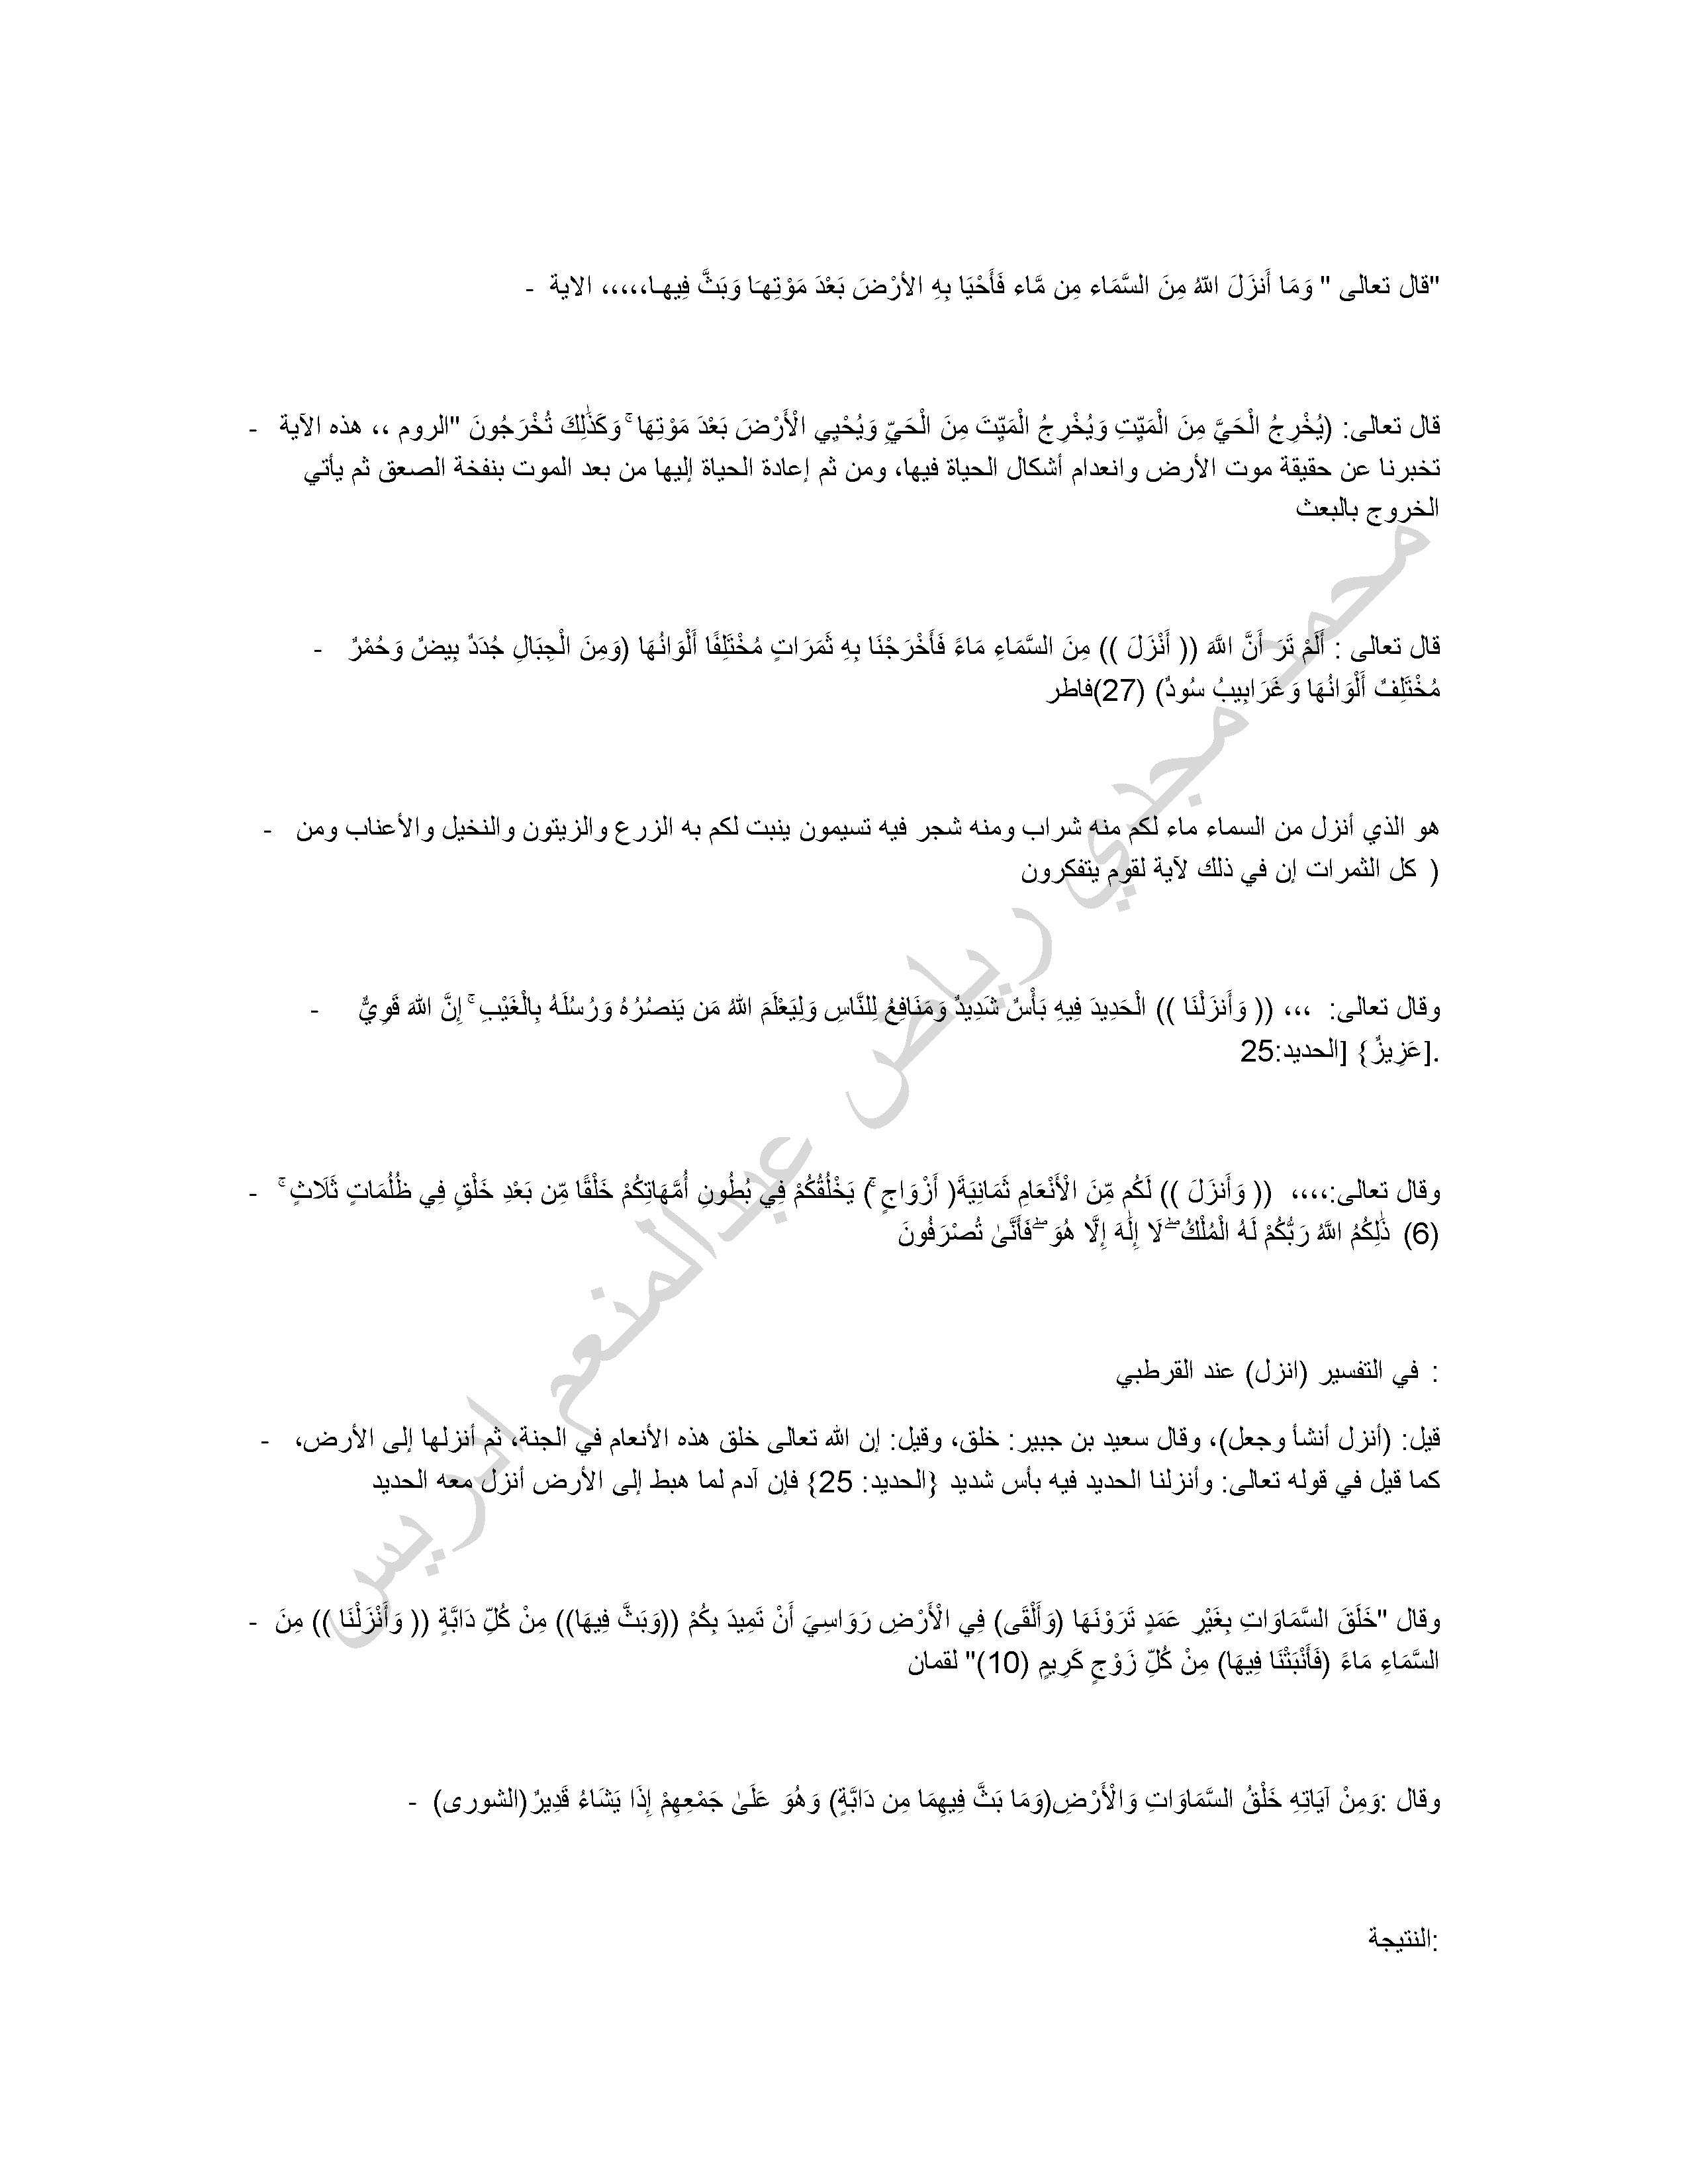 "قال تعالى " وَمَا أَنزَلَ اللّهُ مِنَ السَّمَاء مِن مَّاء فَأَحْيَا بِهِ الأرْضَ بَعْدَ مَوْتِهـَا وَبَثَّ فِيهـا،،،،، الاية -
قال تعالى: (يُخْرِجُ الْحَيَّ مِنَ الْمَيِّتِ وَيُخْرِجُ الْمَيِّتَ مِنَ الْحَيِّ وَيُحْيِي الْأَرْضَ بَعْدَ مَوْتِهَا ۚ وَكَذَٰلِكَ تُخْرَجُونَ "الروم ،، هذه الآية -
تخبرنا عن حقيقة موت الأرض وانعدام أشكال الحياة فيها، ومن ثم إعادة الحياة إليها من بعد الموت بنفخة الصعق ثم يأتي
الخروج بالبعث
قال تعالى : أَلَمْ تَرَ أَنَّ اللَّهَ (( أَنْزَلَ )) مِنَ السَّمَاءِ مَاءً فَأَخْرَجْنَا بِهِ ثَمَرَاتٍ مُخْتَلِفًا أَلْوَانُهَا (وَمِنَ الْجِبَالِ جُدَدٌ بِيضٌ وَحُمْرٌ -
مُخْتَلِفٌ أَلْوَانُهَا وَغَرَابِيبُ سُودٌ) (27)فاطر
هو الذي أنزل من السماء ماء لكم منه شراب ومنه شجر فيه تسيمون ينبت لكم به الزرع والزيتون والنخيل والأعناب ومن -
( كل الثمرات إن في ذلك لآية لقوم يتفكرون
وقال تعالى: ،،، (( وَأَنزَلْنَا )) الْحَدِيدَ فِيهِ بَأْسٌ شَدِيدٌ وَمَنَافِعُ لِلنَّاسِ وَلِيَعْلَمَ اللهُ مَن يَنصُرُهُ وَرُسُلَهُ بِالْغَيْبِ ۚ إِنَّ اللهَ قَوِيٌّ -
.[عَزِيزٌ} [الحديد:25
وقال تعالى:،،،، (( وَأَنزَلَ )) لَكُم مِّنَ الْأَنْعَامِ ثَمَانِيَةَ( أَزْوَاجٍ ۚ) يَخْلُقُكُمْ فِي بُطُونِ أُمَّهَاتِكُمْ خَلْقًا مِّن بَعْدِ خَلْقٍ فِي ظُلُمَاتٍ ثَلَاثٍ ۚ -
(6) ذَٰلِكُمُ اللَّهُ رَبُّكُمْ لَهُ الْمُلْكُ ۖ لَا إِلَٰهَ إِلَّا هُوَ ۖ فَأَنَّىٰ تُصْرَفُونَ
: في التفسير (انزل) عند القرطبي
قيل: (أنزل أنشأ وجعل)، وقال سعيد بن جبير: خلق، وقيل: إن الله تعالى خلق هذه الأنعام في الجنة، ثم أنزلها إلى الأرض، -
كما قيل في قوله تعالى: وأنزلنا الحديد فيه بأس شديد {الحديد: 25} فإن آدم لما هبط إلى الأرض أنزل معه الحديد
وقال "خَلَقَ السَّمَاوَاتِ بِغَيْرِ عَمَدٍ تَرَوْنَهَا (وَأَلْقَى) فِي الْأَرْضِ رَوَاسِيَ أَنْ تَمِيدَ بِكُمْ ((وَبَثَّ فِيهَا)) مِنْ كُلِّ دَابَّةٍ (( وَأَنْزَلْنَا )) مِنَ -
السَّمَاءِ مَاءً (فَأَنْبَتْنَا فِيهَا) مِنْ كُلِّ زَوْجٍ كَرِيمٍ (10)" لقمان
وقال :وَمِنْ آيَاتِهِ خَلْقُ السَّمَاوَاتِ وَالْأَرْضِ(وَمَا بَثَّ فِيهِمَا مِن دَابَّةٍ) وَهُوَ عَلَىٰ جَمْعِهِمْ إِذَا يَشَاءُ قَدِيرٌ(الشورى) -
:النتيجة
محمد مجدي رياض عبدالمنعم ادريس